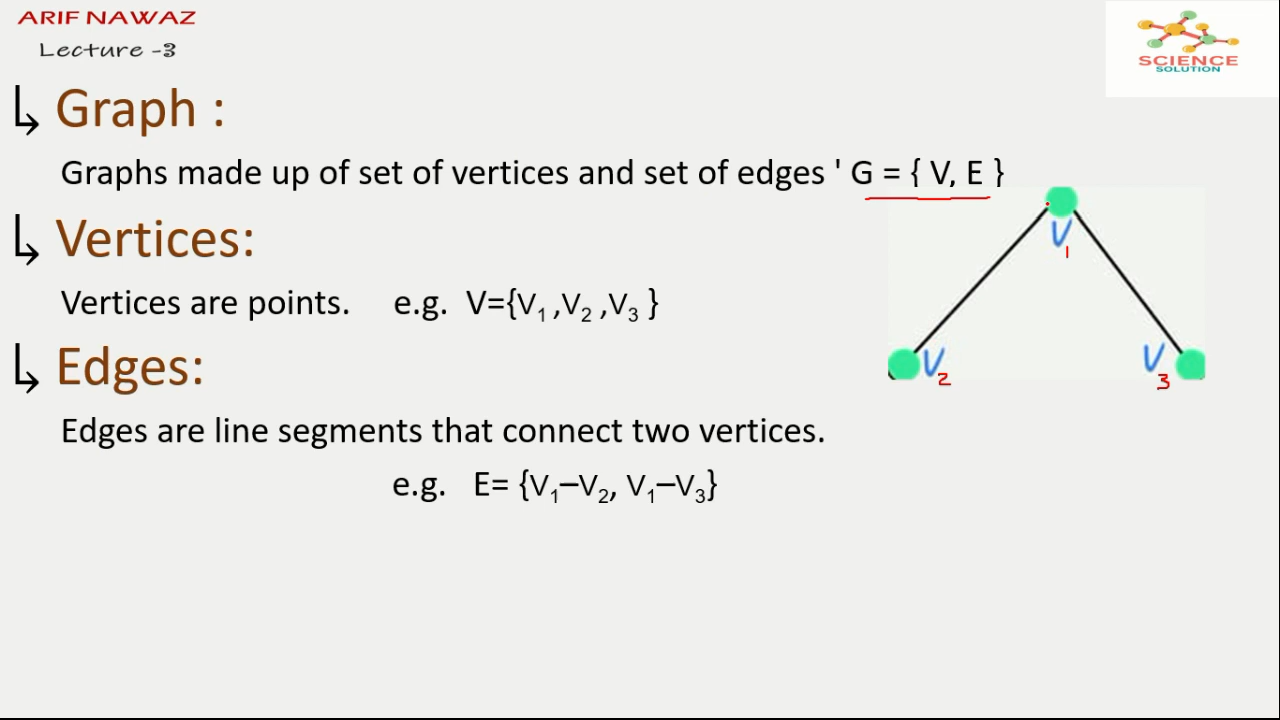 ARIF NAWAZ
Lecture -3
SCIENCE
SOLUTION
Graph :
Graphs made up of set of vertices and set of edges ' G = { V, E }
Vertices:
V1
Vertices are points. e.g. V={V1 ,V2 ,V3 }
V2
V3
Edges:
Edges are line segments that connect two vertices.
e.g. E= {V1–V2, V1–V3}